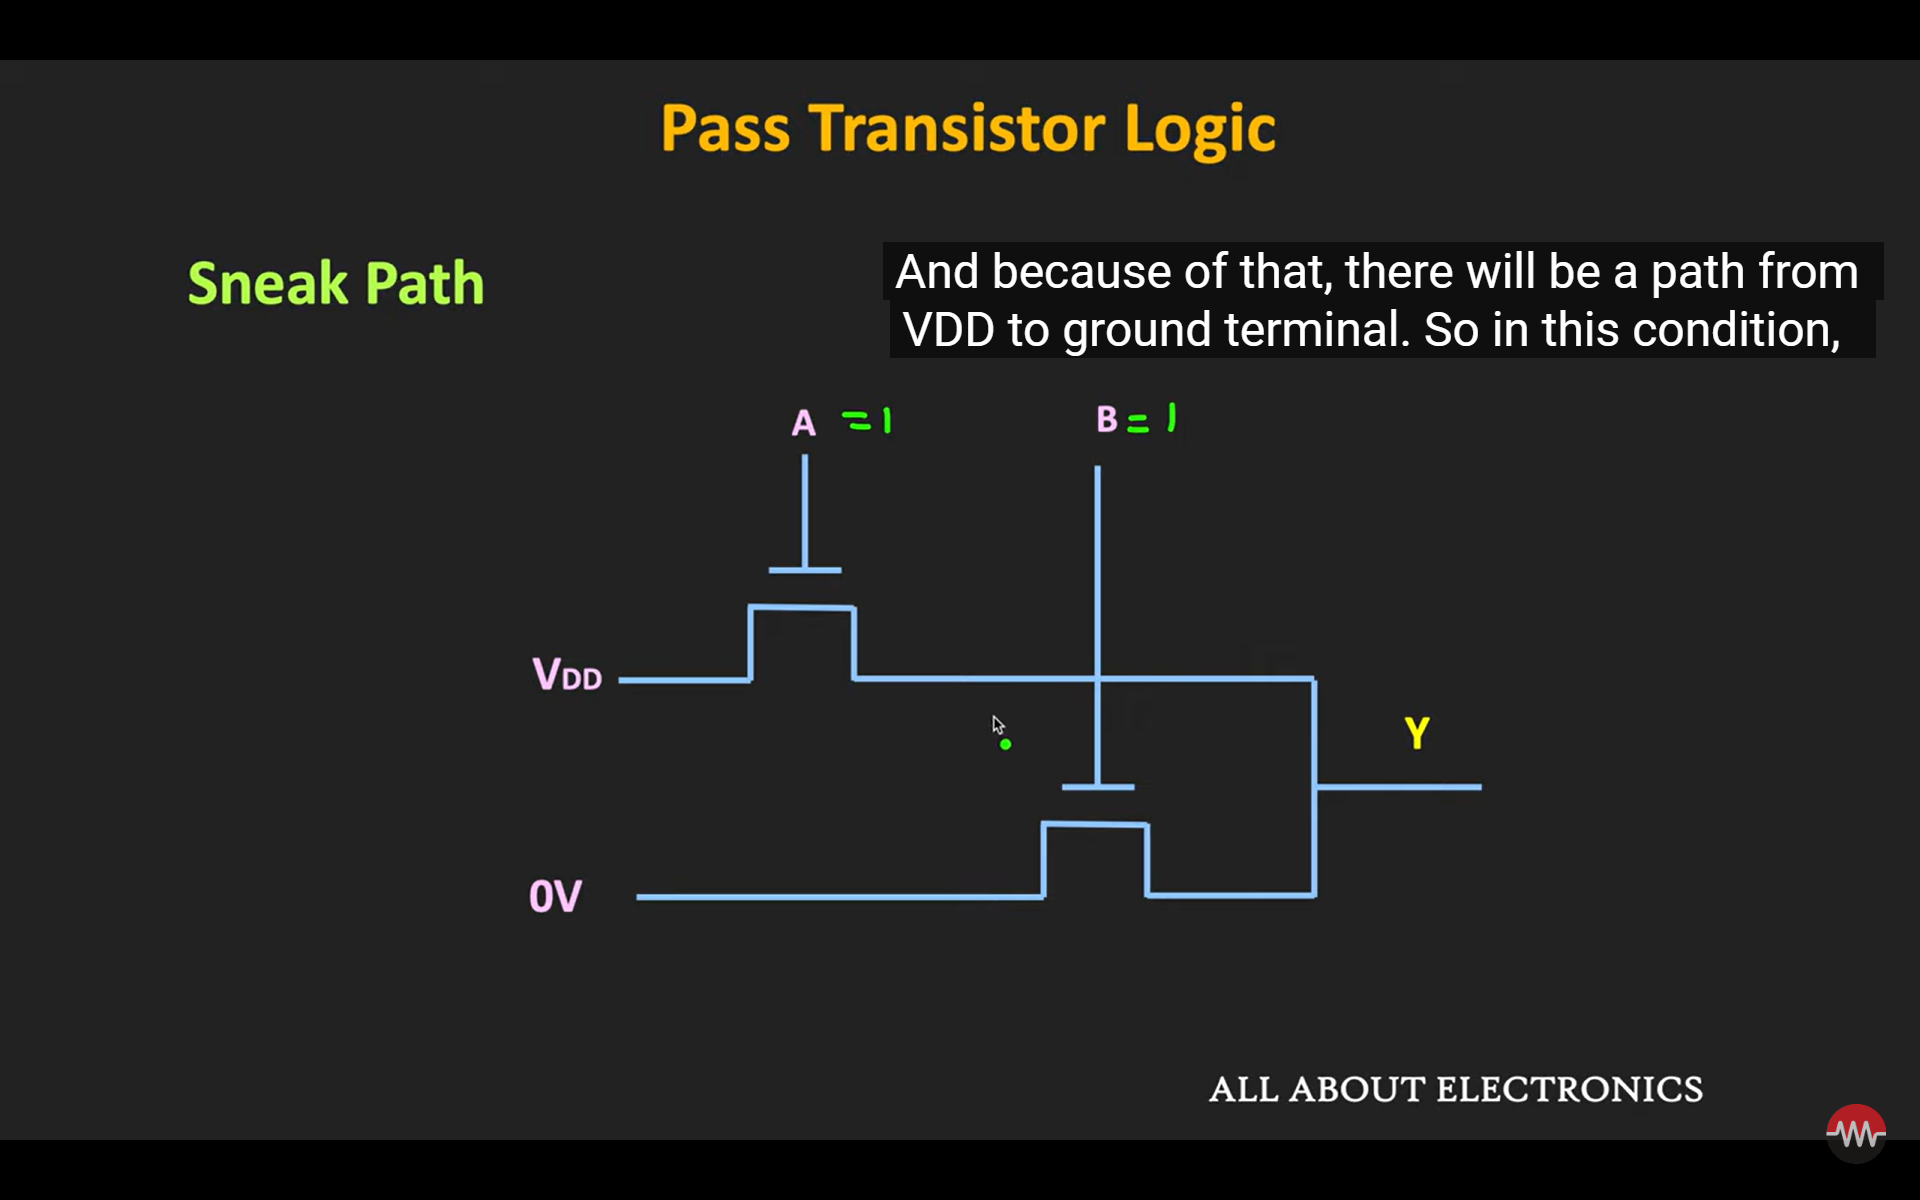 Pass Transistor Logic
Sneak Path
And because of that, there will be a path from
VDD to ground terminal. So in this condition,
A = 1
B = 1
VDD
Y
0V
ALL ABOUT ELECTRONICS